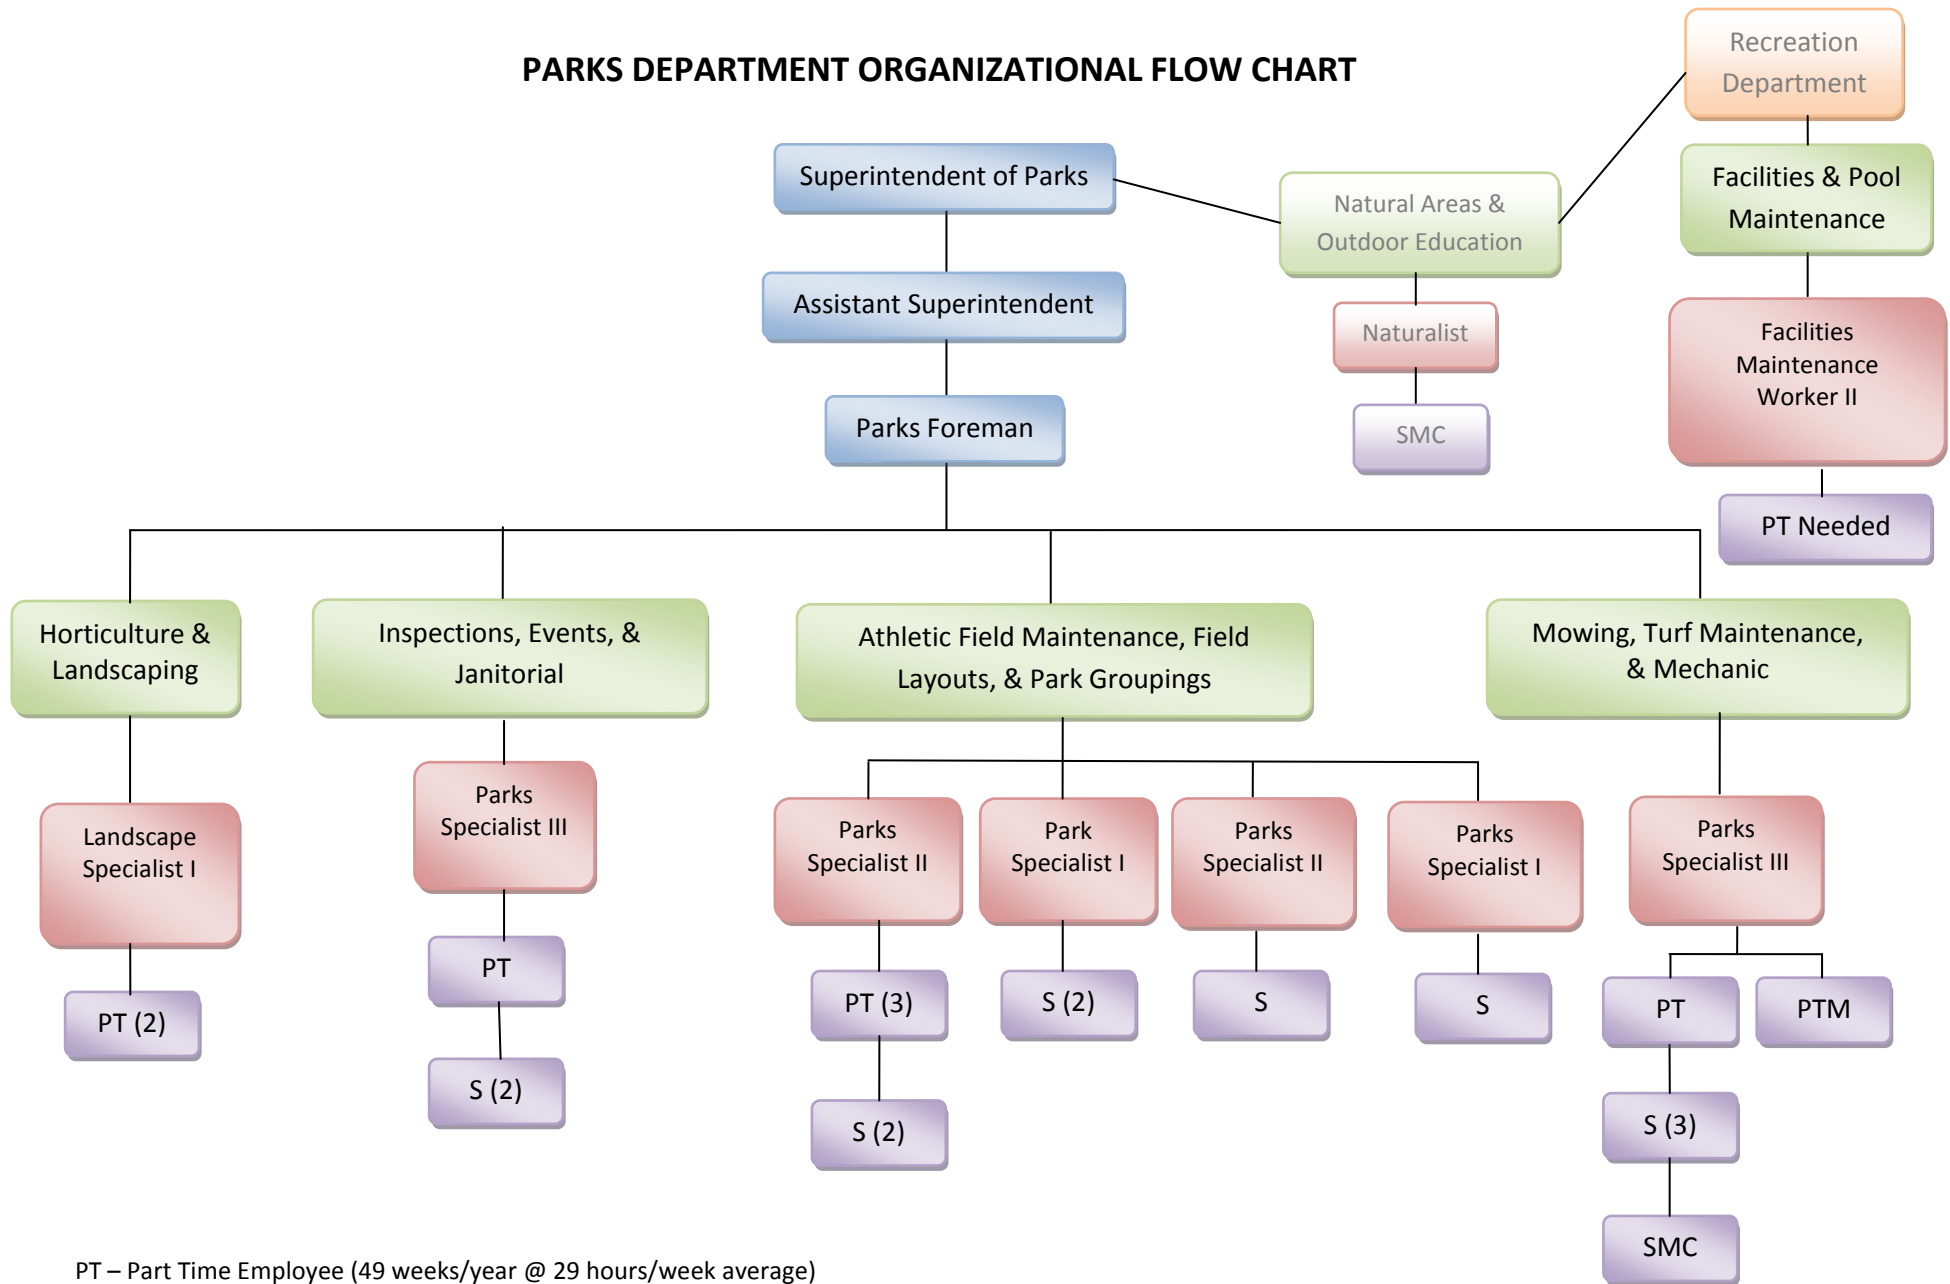 PARKS DEPARTMENT ORGANIZATIONAL FLOW CHART
Recreation
Department
Superintendent of Parks
Natural Areas &
Outdoor Education
Facilities & Pool
Maintenance
Assistant Superintendent
Naturalist
Facilities
Maintenance
Worker II
Parks Foreman
SMC
PT Needed
Horticulture &
Landscaping
Inspections, Events, &
Janitorial
Athletic Field Maintenance, Field
Layouts, & Park Groupings
Mowing, Turf Maintenance,
& Mechanic
Landscape
Specialist I
Parks
Specialist III
Parks
Specialist II
Park
Specialist I
Parks
Specialist II
Parks
Specialist I
Parks
Specialist III
PT (2)
PT
S (2)
PT (3)
S (2)
S (2)
S
S
PT
PTM
S (3)
SMC
PT – Part Time Employee (49 weeks/year @ 29 hours/week average)